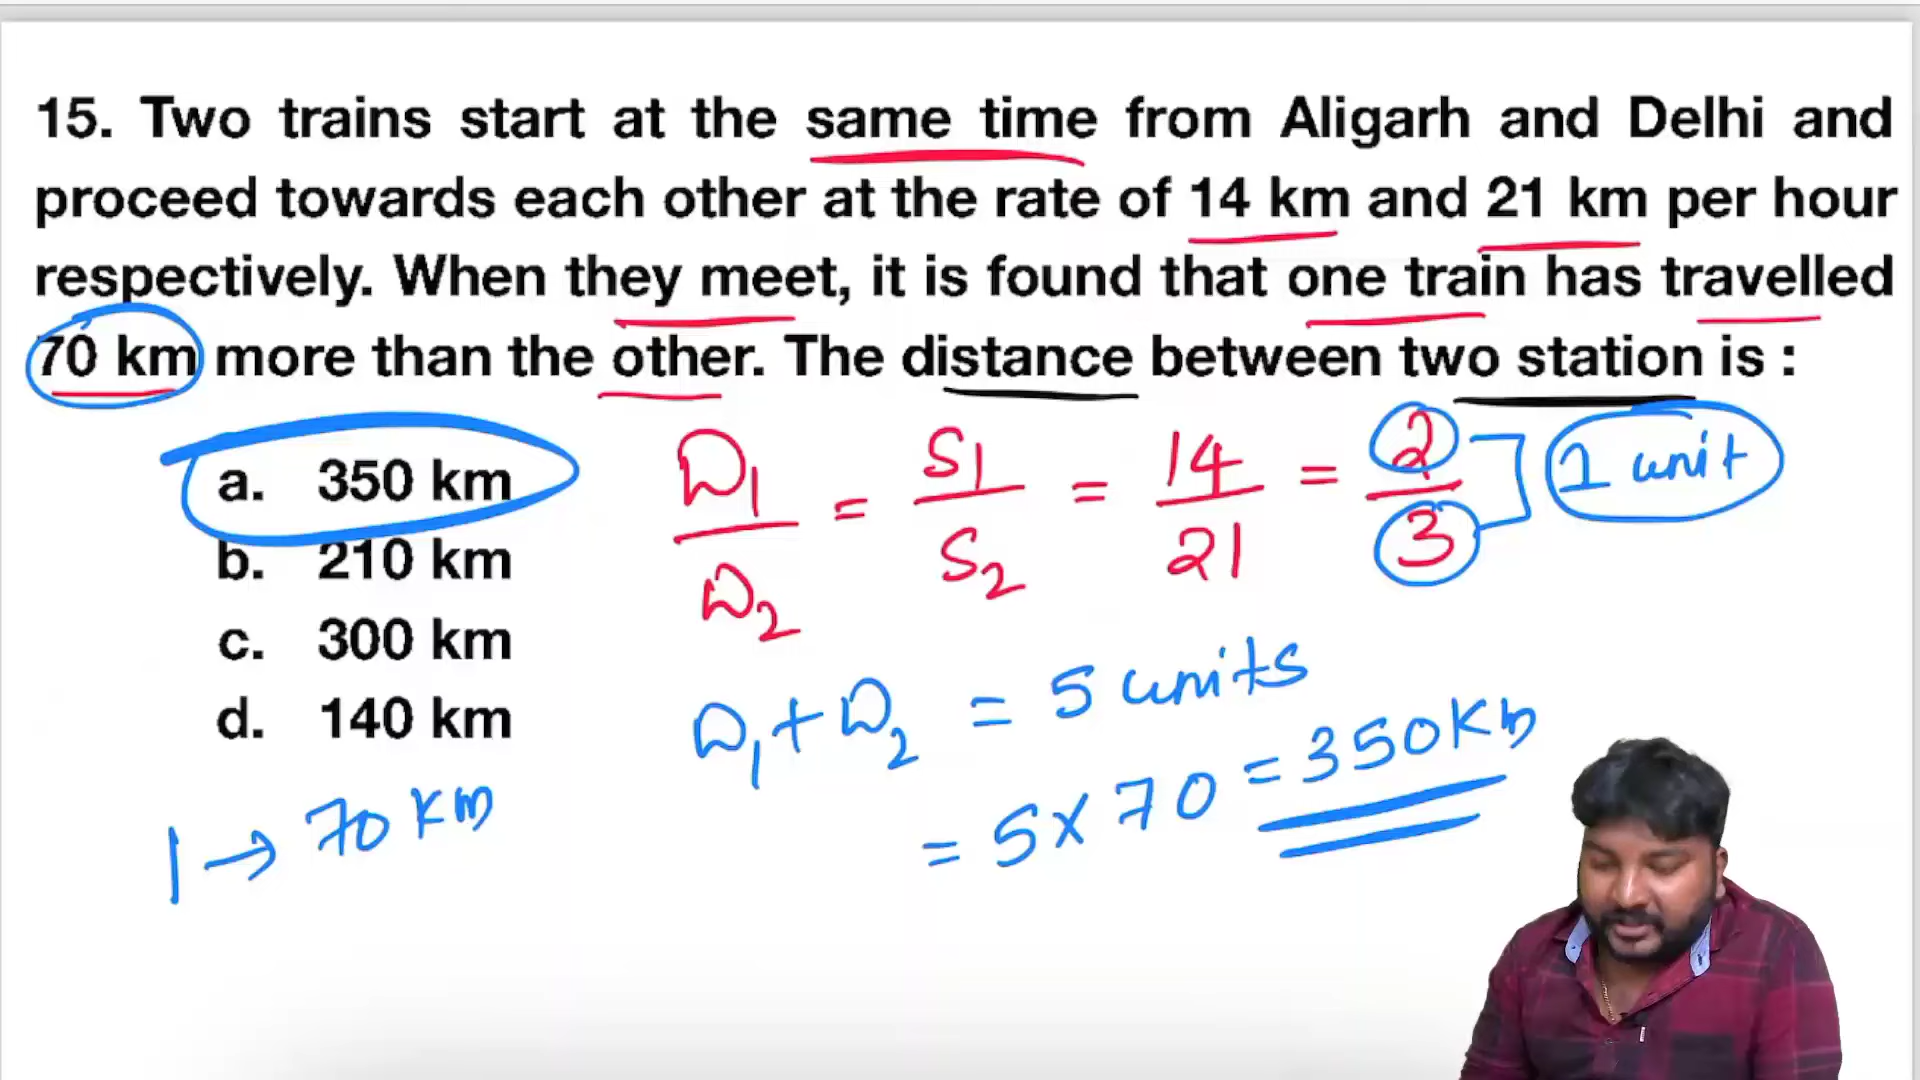 15. Two trains start at the same time from Aligarh and Delhi and
proceed towards each other at the rate of 14 km and 21 km per hour
respectively. When they meet, it is found that one train has travelled
70 km more than the other. The distance between two station is :
a. 350 km
b. 210 km
c. 300 km
d. 140 km
D1/D2 = S1/S2 = 14/21 = 2/3
1 unit
D1 + D2 = 5 units
= 5 x 70 = 350 Km
1 → 70 Km